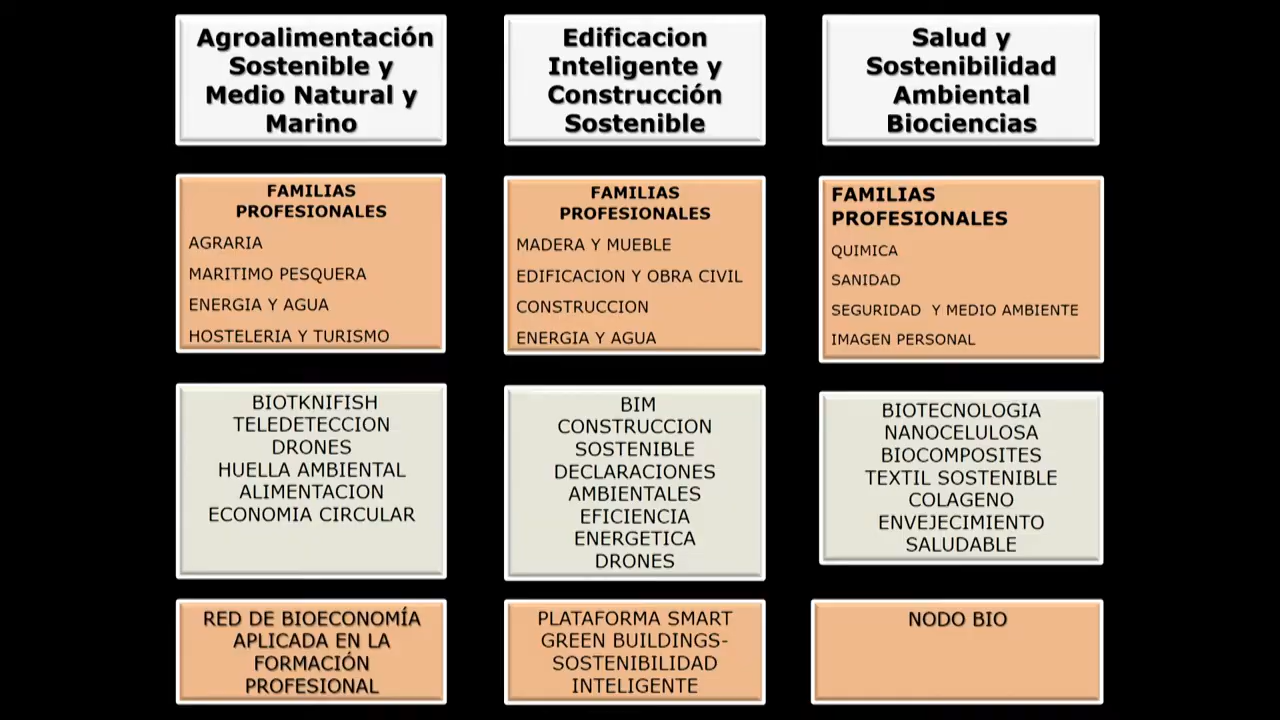 Agroalimentación
Sostenible y
Medio Natural y
Marino
Edificacion
Inteligente y
Construcción
Sostenible
Salud y
Sostenibilidad
Ambiental
Biociencias
FAMILIAS
PROFESIONALES
AGRARIA
MARITIMO PESQUERA
ENERGIA Y AGUA
HOSTELERIA Y TURISMO
FAMILIAS
PROFESIONALES
MADERA Y MUEBLE
EDIFICACION Y OBRA CIVIL
CONSTRUCCION
ENERGIA Y AGUA
FAMILIAS
PROFESIONALES
QUIMICA
SANIDAD
SEGURIDAD Y MEDIO AMBIENTE
IMAGEN PERSONAL
BIOTKNIFISH
TELEDETECCION
DRONES
HUELLA AMBIENTAL
ALIMENTACION
ECONOMIA CIRCULAR
BIM
CONSTRUCCION
SOSTENIBLE
DECLARACIONES
AMBIENTALES
EFICIENCIA
ENERGETICA
DRONES
BIOTECNOLOGIA
NANOCELULOSA
BIOCOMPOSITES
TEXTIL SOSTENIBLE
COLAGENO
ENVEJECIMIENTO
SALUDABLE
RED DE BIOECONOMÍA
APLICADA EN LA
FORMACIÓN
PROFESIONAL
PLATAFORMA SMART
GREEN BUILDINGS-
SOSTENIBILIDAD
INTELIGENTE
NODO BIO